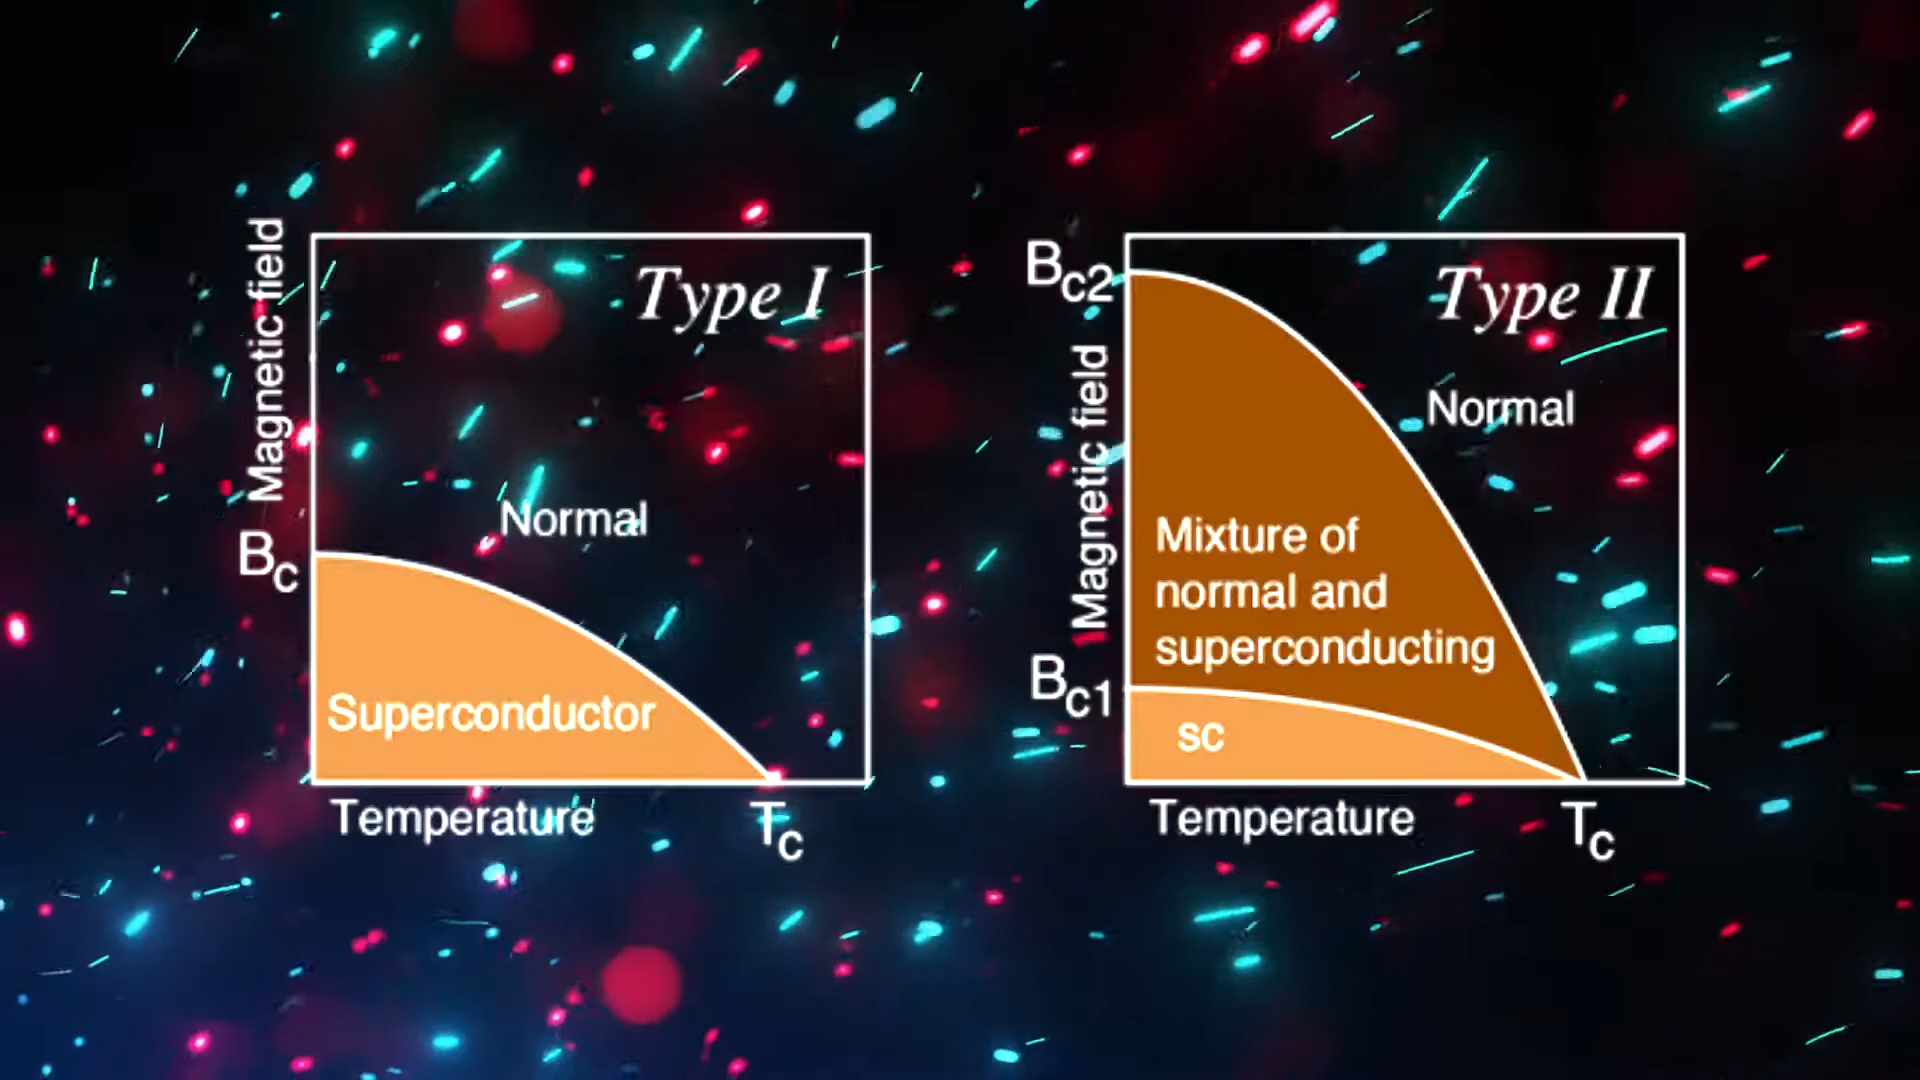 Type I
Magnetic field
Normal
Bc
Superconductor
Temperature
Tc
Bc2
Type II
Magnetic field
Normal
Mixture of
normal and
superconducting
Bc1
sc
Temperature
Tc